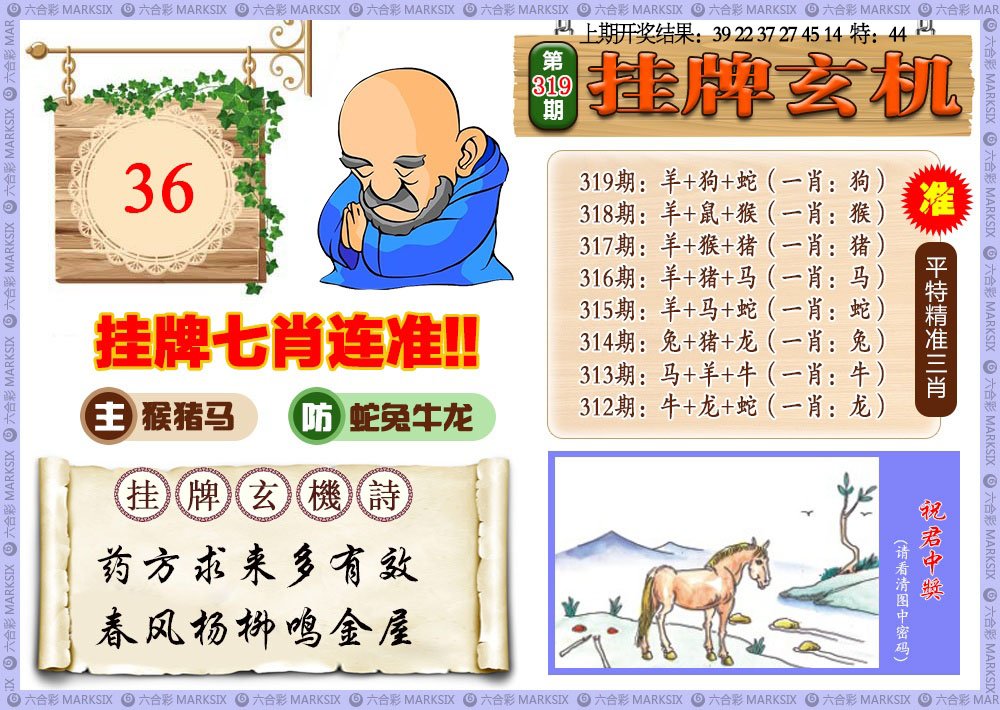 六合彩 MARKSIX
上期开奖结果：39 22 37 27 45 14 特：44
第
319
期
挂牌玄机
36
319期：羊+狗+蛇（一肖：狗）
318期：羊+鼠+猴（一肖：猴）
317期：羊+猴+猪（一肖：猪）
316期：羊+猪+马（一肖：马）
315期：羊+马+蛇（一肖：蛇）
314期：兔+猪+龙（一肖：兔）
313期：马+羊+牛（一肖：牛）
312期：牛+龙+蛇（一肖：龙）
准
平特精准三肖
挂牌七肖连准!!
主 猴猪马
防 蛇兔牛龙
挂牌玄機詩
药方求来多有效
春风杨柳鸣金屋
祝君中奖
（请看清图中密码）